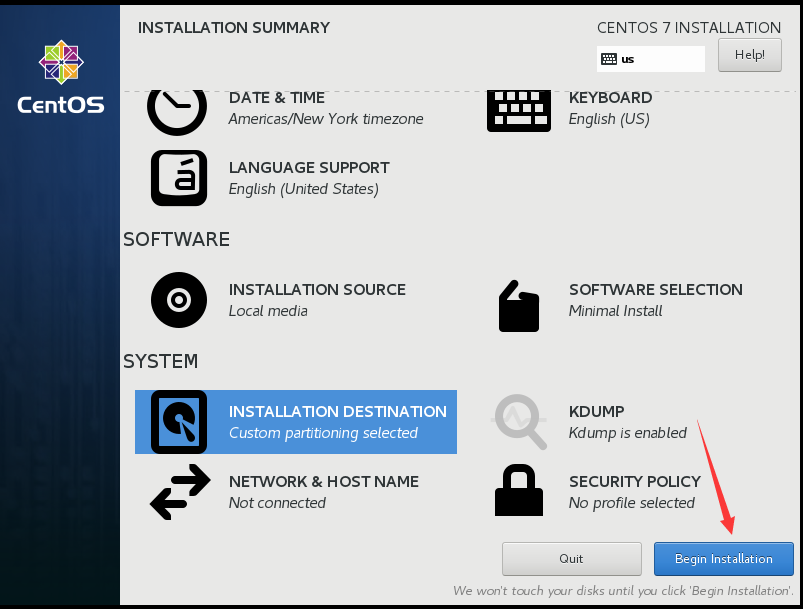 INSTALLATION SUMMARY
CENTOS 7 INSTALLATION
us
Help!
CentOS
DATE & TIME
Americas/New York timezone
KEYBOARD
English (US)
LANGUAGE SUPPORT
English (United States)
SOFTWARE
INSTALLATION SOURCE
Local media
SOFTWARE SELECTION
Minimal Install
SYSTEM
INSTALLATION DESTINATION
Custom partitioning selected
KDUMP
Kdump is enabled
NETWORK & HOST NAME
Not connected
SECURITY POLICY
No profile selected
Quit
Begin Installation
We won't touch your disks until you click 'Begin Installation'.